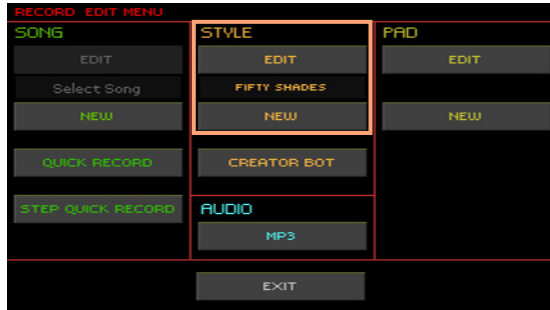 RECORD EDIT MENU
SONG
EDIT
Select Song
NEW
QUICK RECORD
STEP QUICK RECORD
STYLE
EDIT
FIFTY SHADES
NEW
CREATOR BOT
AUDIO
MP3
PAD
EDIT
NEW
EXIT